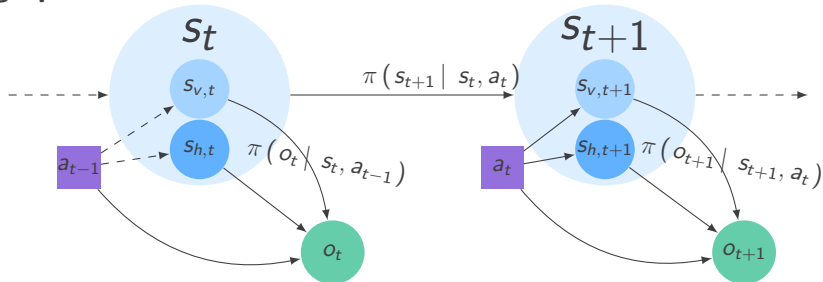 s_t
s_{t+1}
π(s_{t+1} | s_t, a_t)
s_{v,t}
s_{v,t+1}
s_{h,t}
s_{h,t+1}
π(o_t | s_t, a_{t−1})
π(o_{t+1} | s_{t+1}, a_t)
a_{t−1}
a_t
o_t
o_{t+1}